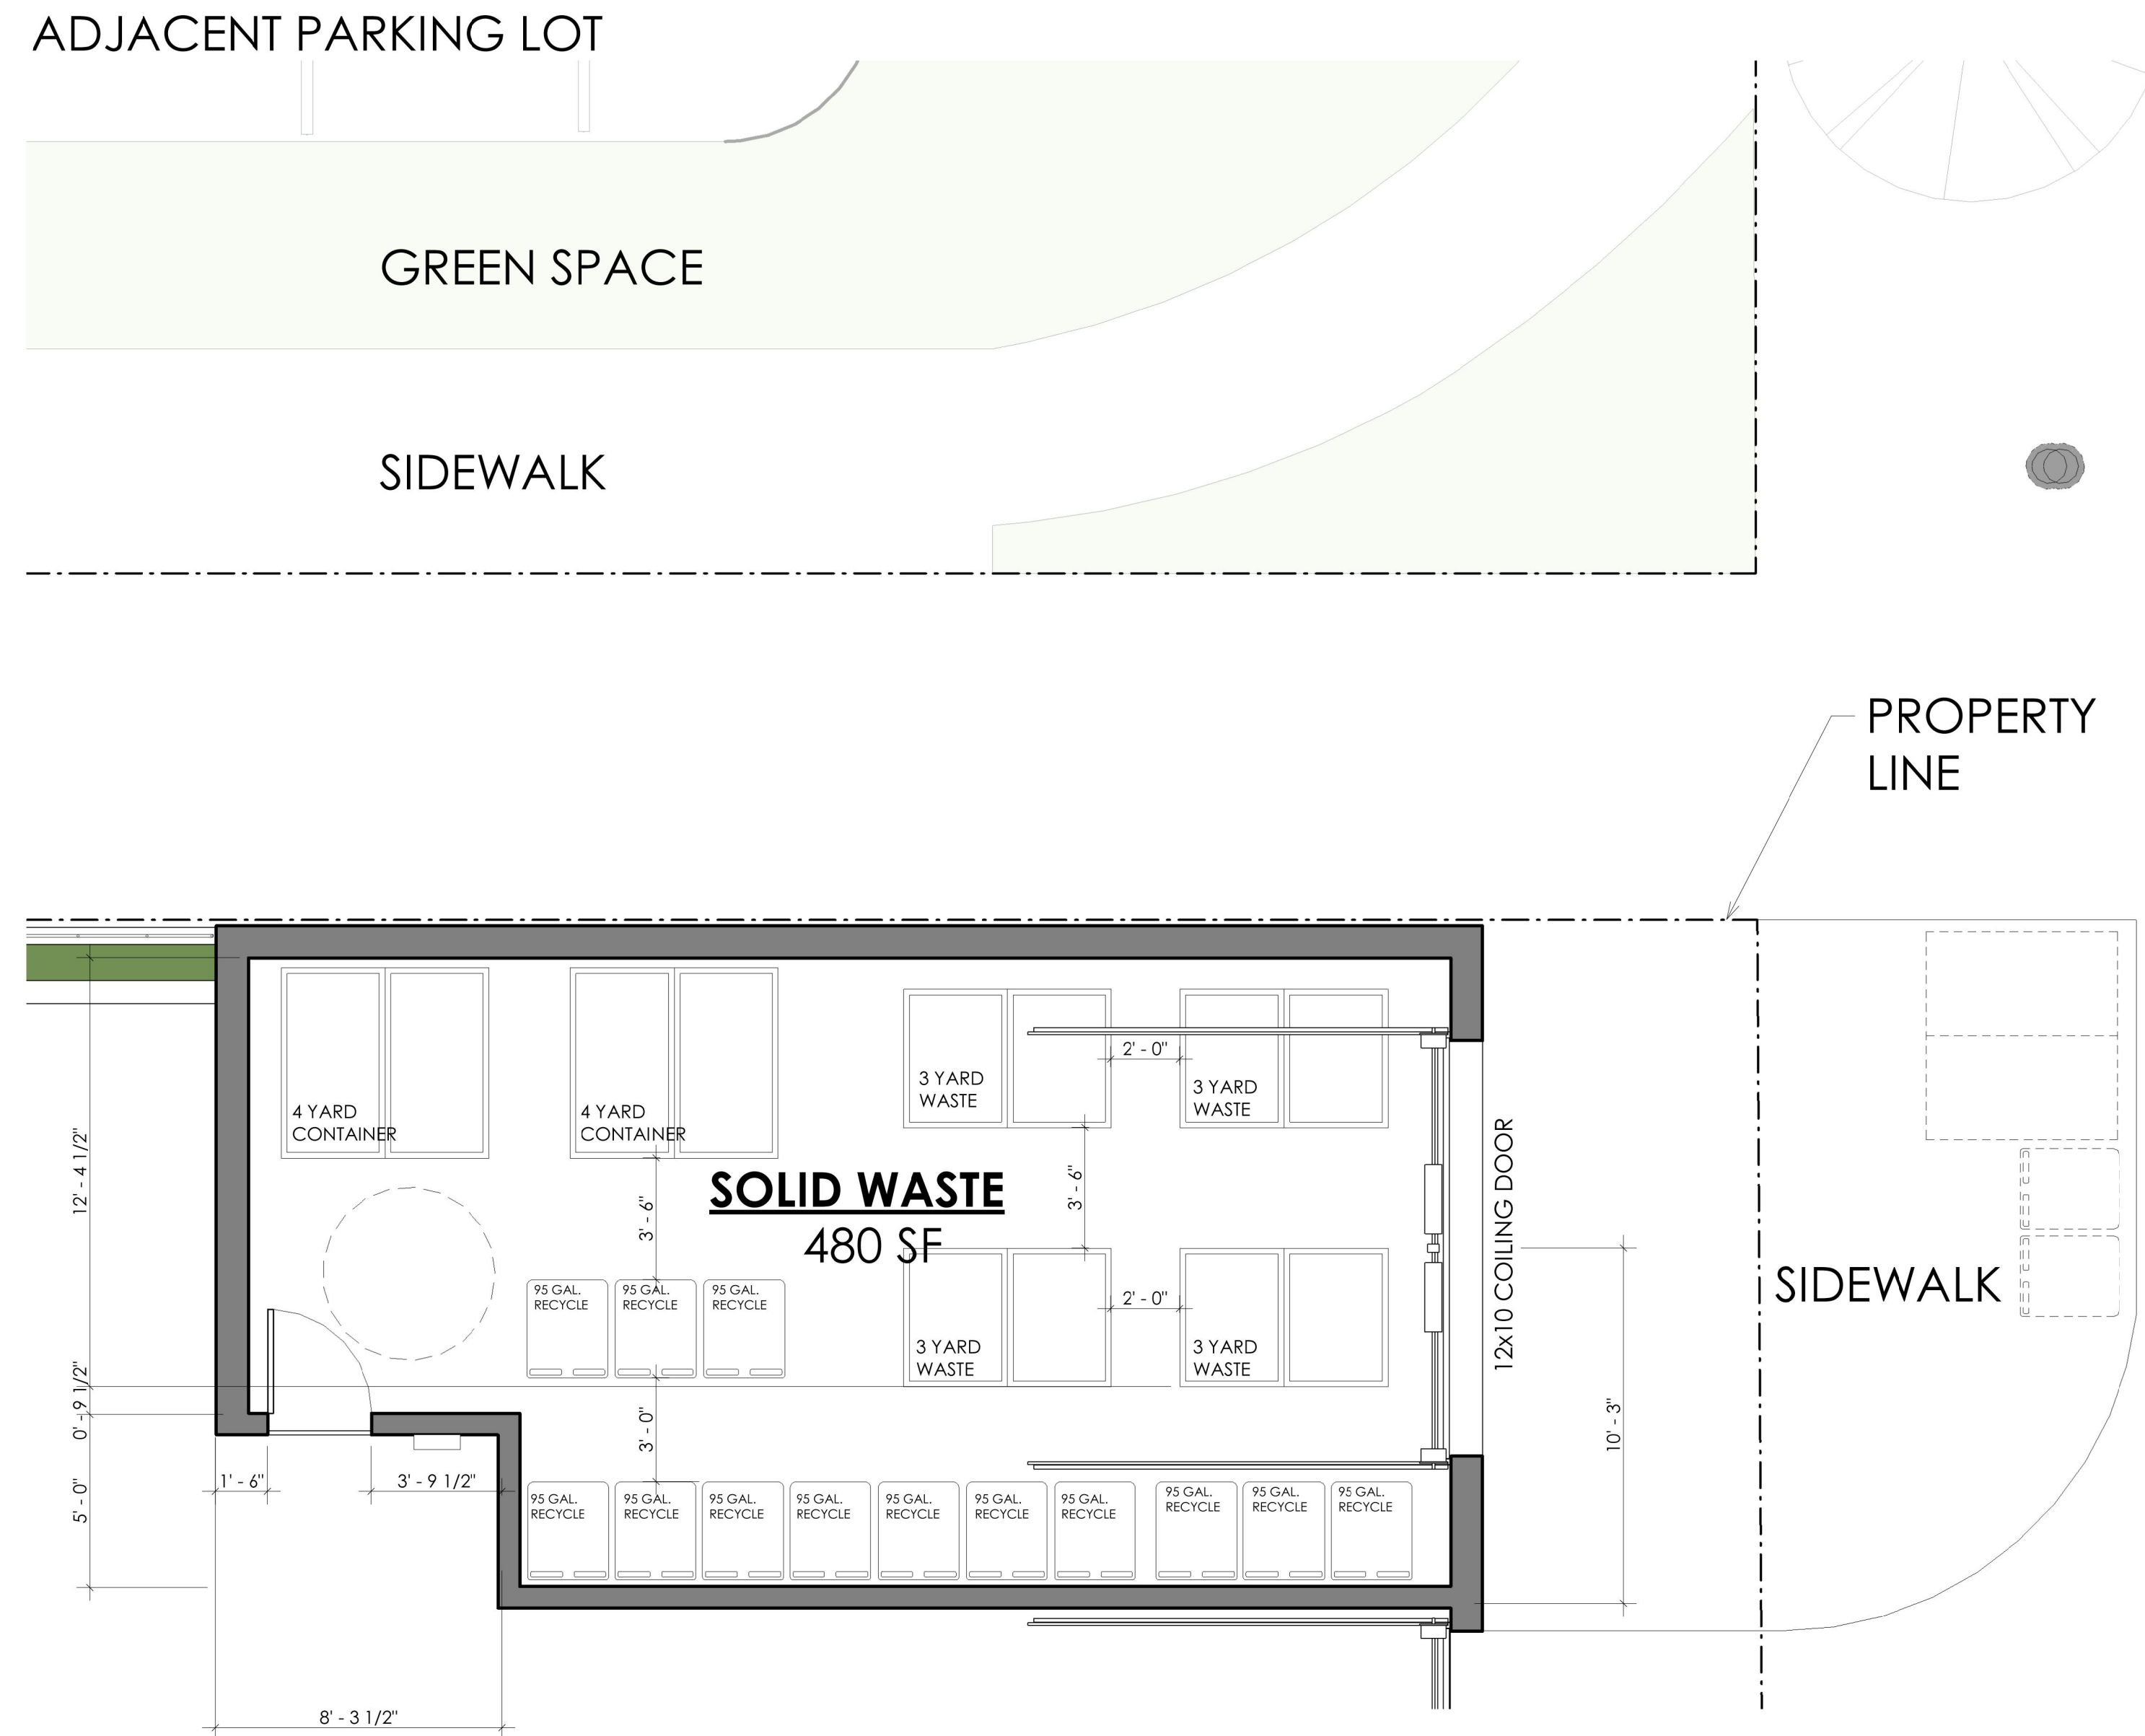 ADJACENT PARKING LOT
GREEN SPACE
SIDEWALK
PROPERTY
LINE
2' - 0"
3 YARD
WASTE
3 YARD
WASTE
4 YARD
CONTAINER
4 YARD
CONTAINER
12' - 4 1/2"
3' - 6"
SOLID WASTE
480 SF
3' - 6"
12x10 COILING DOOR
SIDEWALK
95 GAL.
RECYCLE
95 GAL.
RECYCLE
95 GAL.
RECYCLE
2' - 0"
3 YARD
WASTE
3 YARD
WASTE
0' - 9 1/2"
3' - 0"
10' - 3"
5' - 0"
1' - 6"
3' - 9 1/2"
95 GAL.
RECYCLE
95 GAL.
RECYCLE
95 GAL.
RECYCLE
95 GAL.
RECYCLE
95 GAL.
RECYCLE
95 GAL.
RECYCLE
95 GAL.
RECYCLE
95 GAL.
RECYCLE
95 GAL.
RECYCLE
95 GAL.
RECYCLE
8' - 3 1/2"